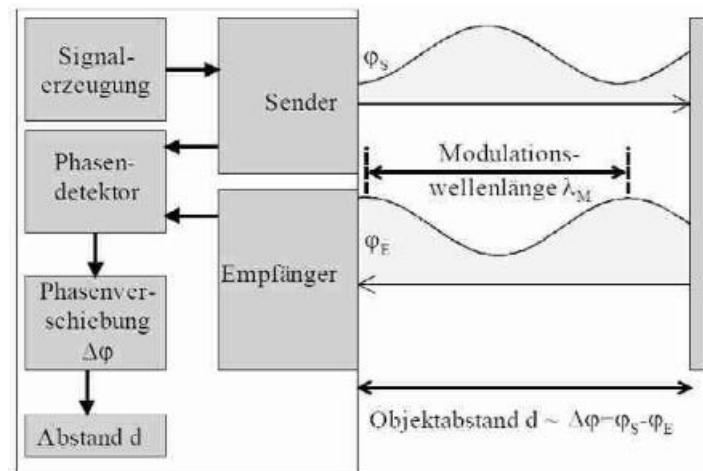 Signal-
erzeugung
Sender
Phasen-
detektor
Empfänger
Phasenver-
schiebung
Δφ
Abstand d
φS
Modulations-
wellenlänge λM
φE
Objektabstand d ~ Δφ=φS-φE